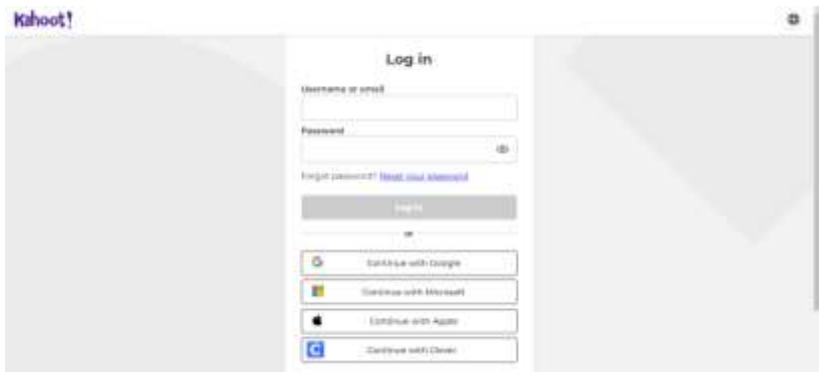 Kahoot!
Log in
Username or email
Password
Forgot password? Reset your password
Log in
or
Continue with Google
Continue with Microsoft
Continue with Apple
Continue with Clever